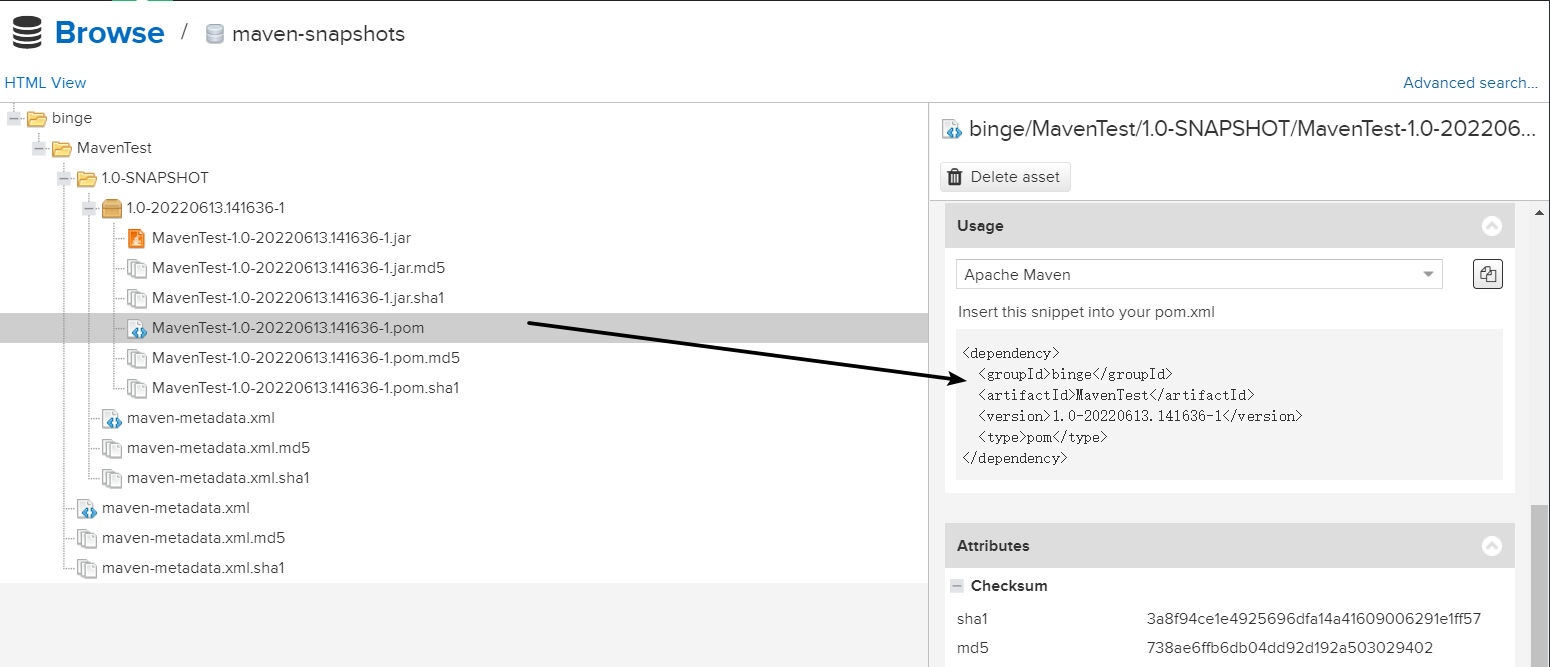 Browse / maven-snapshots
HTML View
Advanced search...
binge
MavenTest
1.0-SNAPSHOT
1.0-20220613.141636-1
MavenTest-1.0-20220613.141636-1.jar
MavenTest-1.0-20220613.141636-1.jar.md5
MavenTest-1.0-20220613.141636-1.jar.sha1
MavenTest-1.0-20220613.141636-1.pom
MavenTest-1.0-20220613.141636-1.pom.md5
MavenTest-1.0-20220613.141636-1.pom.sha1
maven-metadata.xml
maven-metadata.xml.md5
maven-metadata.xml.sha1
maven-metadata.xml
maven-metadata.xml.md5
maven-metadata.xml.sha1
binge/MavenTest/1.0-SNAPSHOT/MavenTest-1.0-202206...
Delete asset
Usage
Apache Maven
Insert this snippet into your pom.xml
<dependency>
  <groupId>binge</groupId>
  <artifactId>MavenTest</artifactId>
  <version>1.0-20220613.141636-1</version>
  <type>pom</type>
</dependency>
Attributes
Checksum
sha1 3a8f94ce1e4925696dfa14a41609006291e1ff57
md5 738ae6ffb6db04dd92d192a503029402